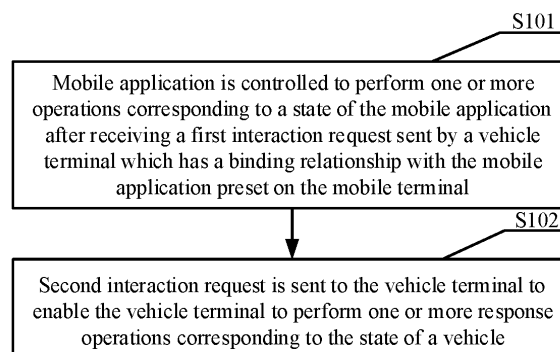 S101
Mobile application is controlled to perform one or more
operations corresponding to a state of the mobile application
after receiving a first interaction request sent by a vehicle
terminal which has a binding relationship with the mobile
application preset on the mobile terminal
S102
Second interaction request is sent to the vehicle terminal to
enable the vehicle terminal to perform one or more response
operations corresponding to the state of a vehicle